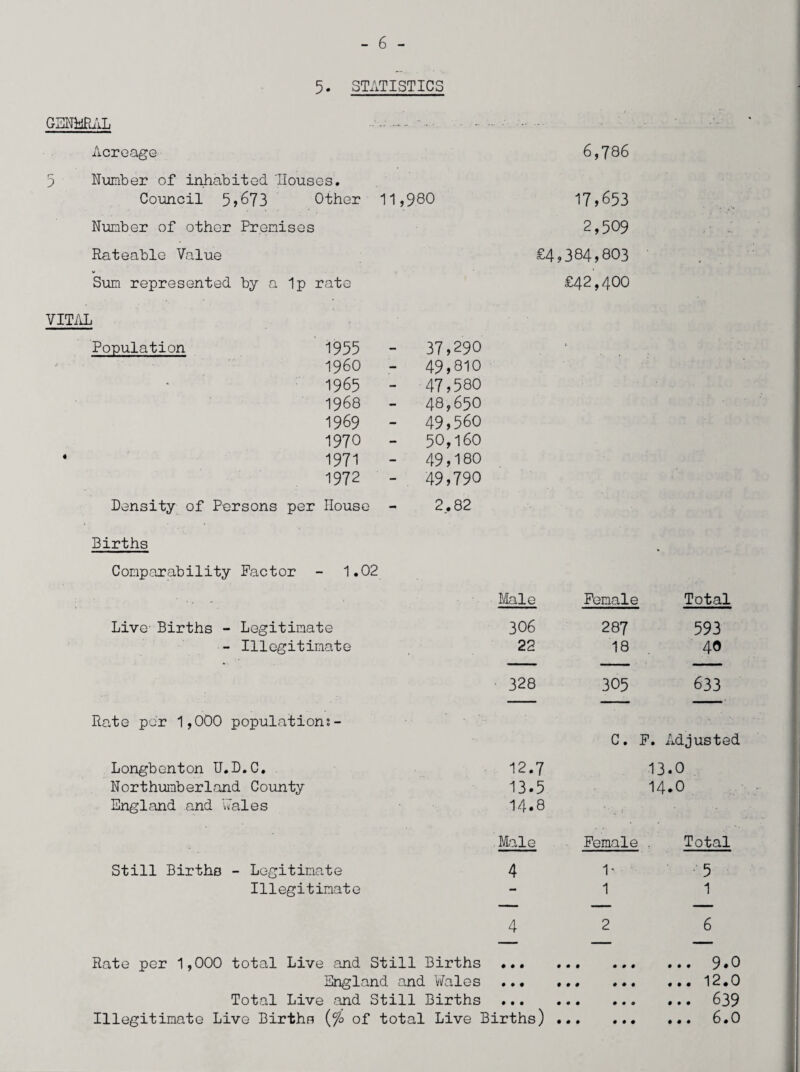 - 6 -
5. STATISTICS
GENERAL
Acreage 6,786
5 Number of inhabited Houses.
Council 5,673 Other 11,980 17,653
Number of other Premises 2,509
Rateable Value £4,384,803
Sum represented by a 1p rate £42,400
VITAL
Population 1955 - 37,290
1960 - 49,810
1965 - 47,580
1968 - 48,650
1969 - 49,560
1970 - 50,160
1971 - 49,180
1972 - 49,790
Density of Persons per House - 2.82
Births
Comparability Factor - 1.02
Male Female Total
Live Births - Legitimate 306 287 593
- Illegitimate 22 18 40
328 305 633
Rate per 1,000 population:-
C. F. Adjusted
Longbenton U.D.C. 12.7 13.0
Northumberland County 13.5 14.0
England and Wales 14.8
Male Female Total
Still Births - Legitimate 4 1 5
Illegitimate - 1 1
4 2 6
Rate per 1,000 total Live and Still Births ... ... ... ... 9.0
England and Wales ... ... ... ... 12.0
Total Live and Still Births ... ... ... ... 639
Illegitimate Live Births (% of total Live Births) ... ... ... 6.0